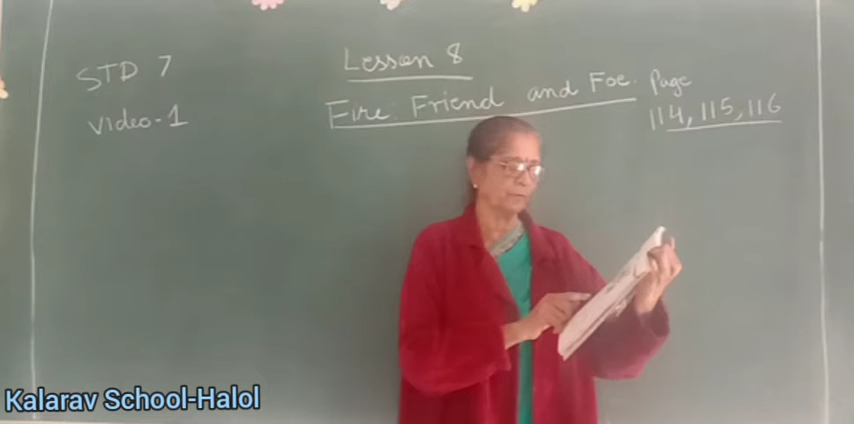 STD 7
Lesson 8
Video-1
Fire: Friend and Foe.
Page
114, 115, 116
Kalarav School-Halol